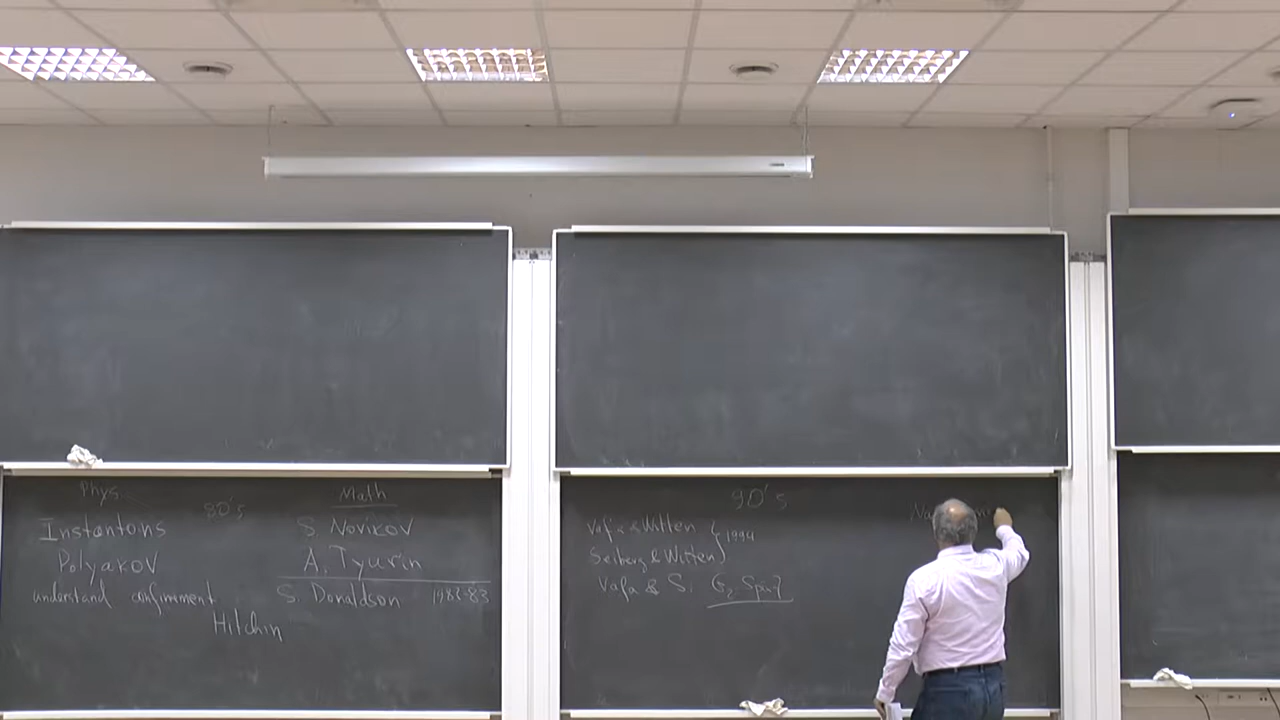 Phys
80's
Math
Instantons
S. Novikov
Polyakov
A. Tyurin
understand confinement
S. Donaldson 1982-83
Hitchin
90's
Vafa & Witten
1994
Seiberg & Witten
Vafa & S. G2 Spin7